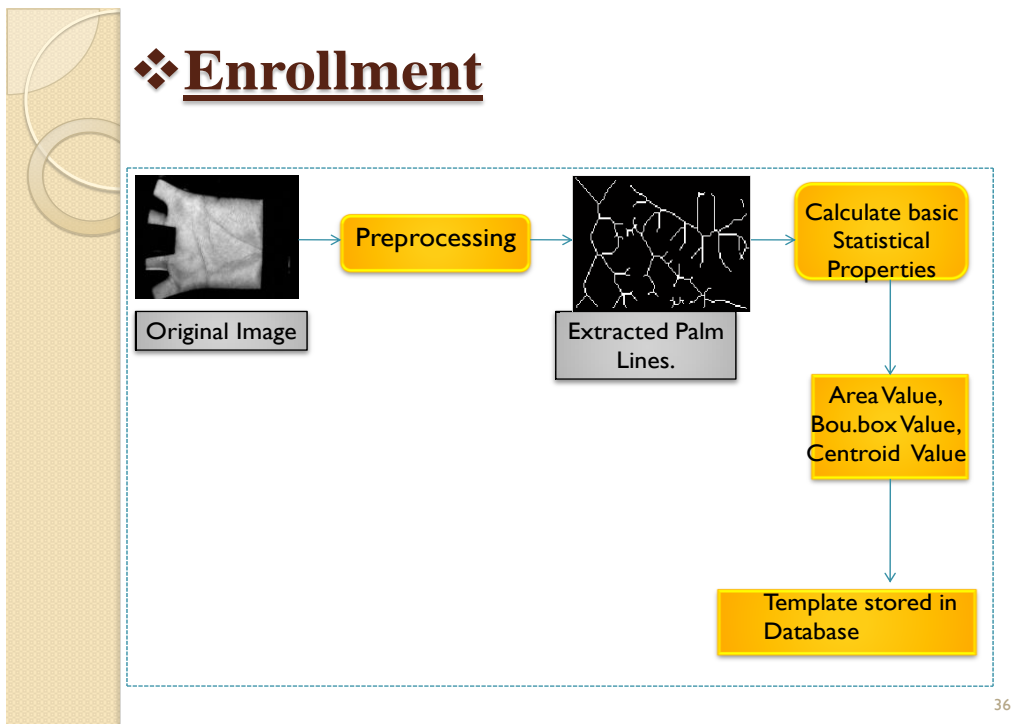 ❖Enrollment
Preprocessing
Calculate basic
Statistical
Properties
Original Image
Extracted Palm
Lines.
Area Value,
Bou.box Value,
Centroid Value
Template stored in
Database
36